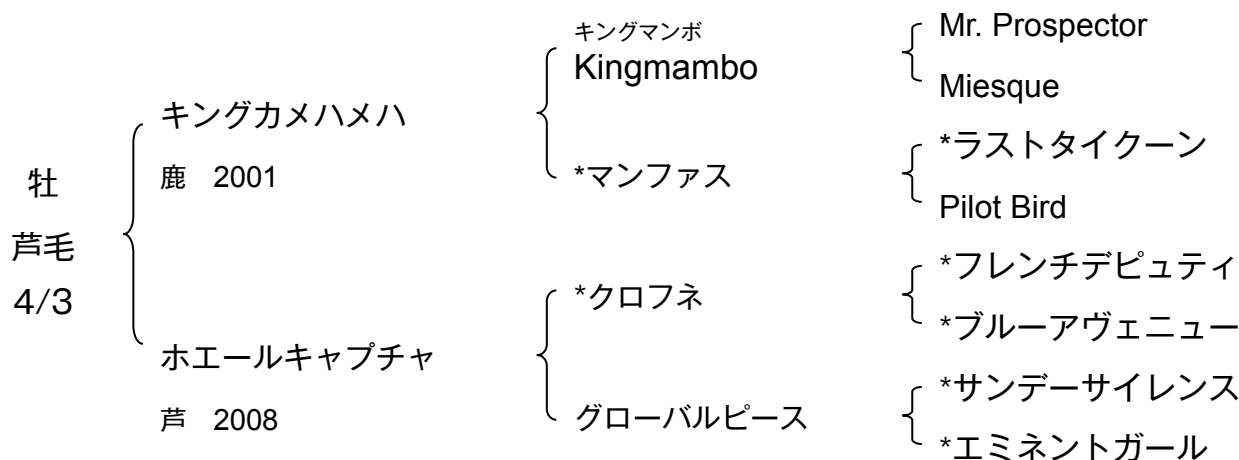 牡
芦毛
4/3
キングカメハメハ
鹿 2001
ホエールキャプチャ
芦 2008
キングマンボ
Kingmambo
*マンファス
*クロフネ
グローバルピース
Mr. Prospector
Miesque
*ラストタイクーン
Pilot Bird
*フレンチデピュティ
*ブルーアヴェニュー
*サンデーサイレンス
*エミネントガール